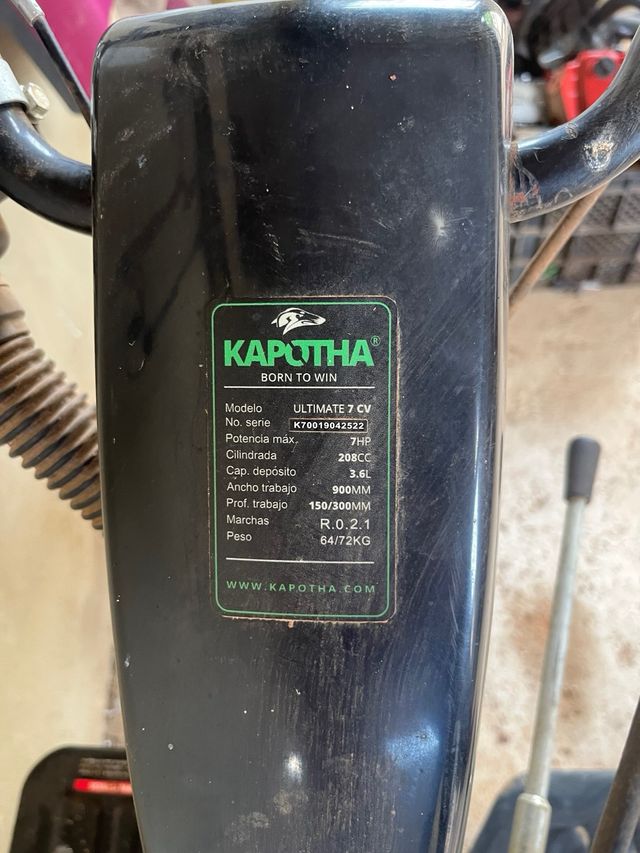 KAPOTHA®
BORN TO WIN
Modelo ULTIMATE 7 CV
No. serie K70019042522
Potencia máx. 7HP
Cilindrada 208CC
Cap. depósito 3.6L
Ancho trabajo 900MM
Prof. trabajo 150/300MM
Marchas R.0.2.1
Peso 64/72KG
WWW.KAPOTHA.COM